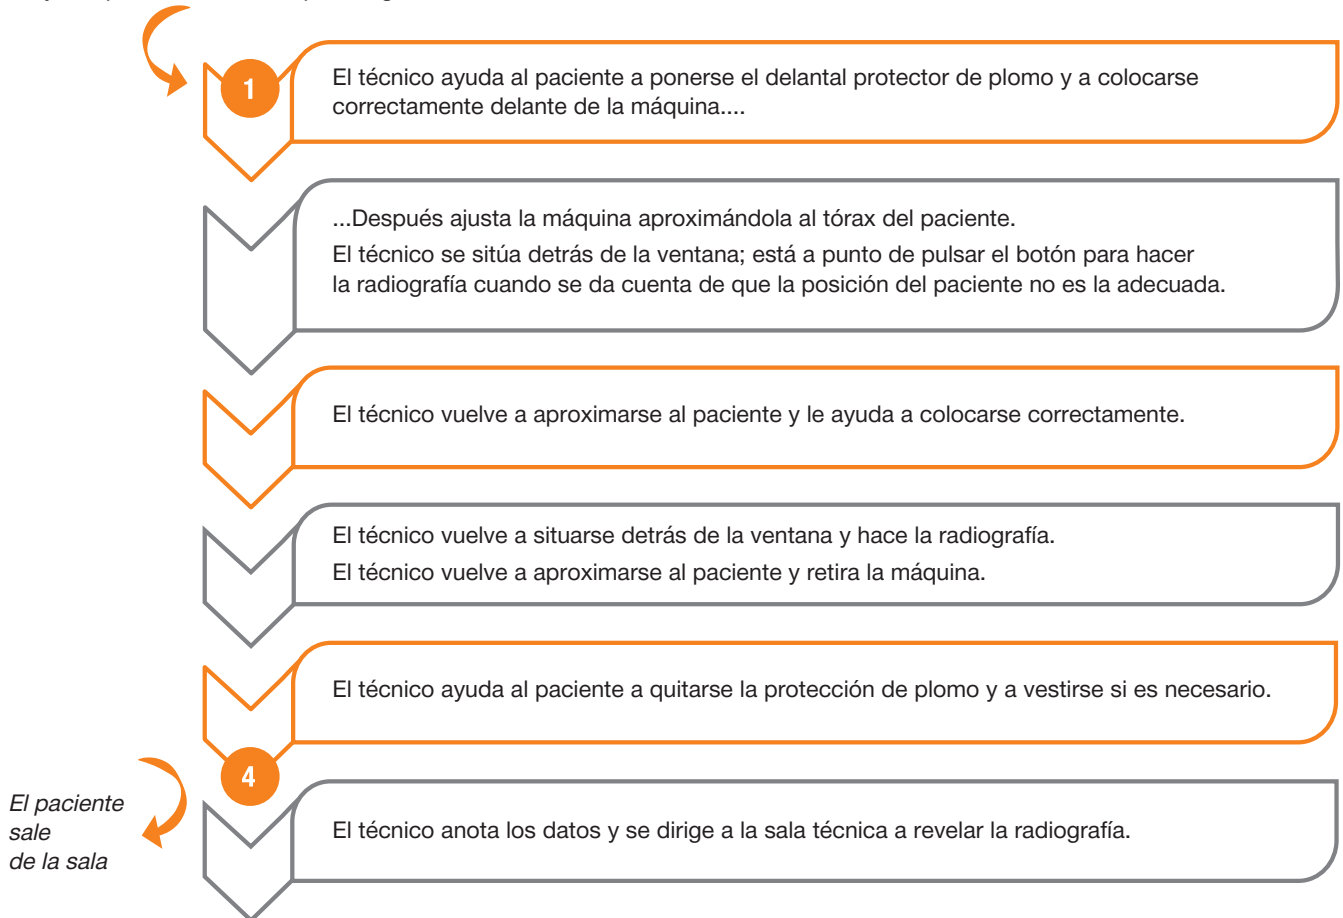 1
El técnico ayuda al paciente a ponerse el delantal protector de plomo y a colocarse
correctamente delante de la máquina....
...Después ajusta la máquina aproximándola al tórax del paciente.
El técnico se sitúa detrás de la ventana; está a punto de pulsar el botón para hacer
la radiografía cuando se da cuenta de que la posición del paciente no es la adecuada.
El técnico vuelve a aproximarse al paciente y le ayuda a colocarse correctamente.
El técnico vuelve a situarse detrás de la ventana y hace la radiografía.
El técnico vuelve a aproximarse al paciente y retira la máquina.
El técnico ayuda al paciente a quitarse la protección de plomo y a vestirse si es necesario.
4
El paciente
sale
de la sala
El técnico anota los datos y se dirige a la sala técnica a revelar la radiografía.